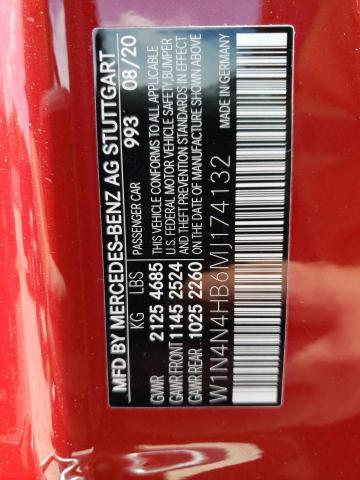 MFD BY MERCEDES-BENZ AG STUTTGART
993 08/20
KG LBS PASSENGER CAR
GVWR 2125 4685 THIS VEHICLE CONFORMS TO ALL APPLICABLE
GAWR FRONT 1145 2524 U.S. FEDERAL MOTOR VEHICLE SAFETY, BUMPER
AND THEFT PREVENTION STANDARDS IN EFFECT
GAWR REAR 1025 2260 ON THE DATE OF MANUFACTURE SHOWN ABOVE
W1N4N4HB6MJ174132 MADE IN GERMANY